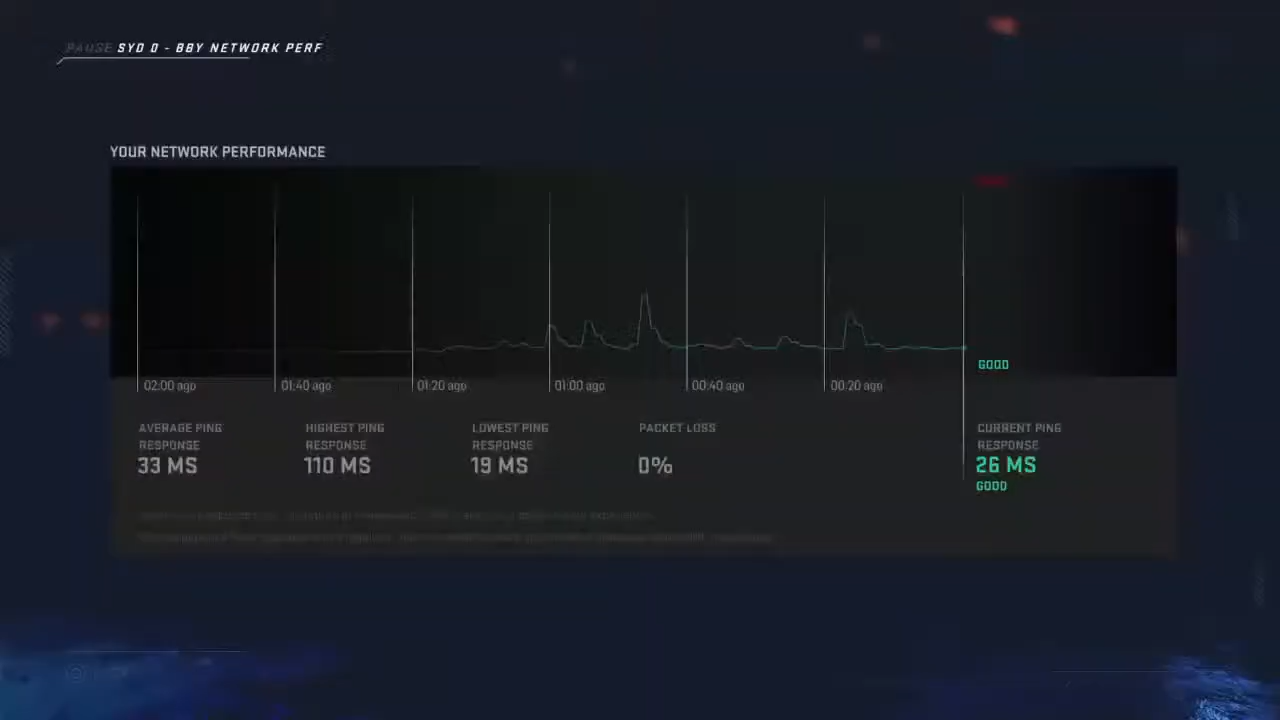 PAUSE SYD 0 - BBY NETWORK PERF
YOUR NETWORK PERFORMANCE
GOOD
02:00 ago 01:40 ago 01:20 ago 01:00 ago 00:40 ago 00:20 ago
AVERAGE PING RESPONSE
33 MS
HIGHEST PING RESPONSE
110 MS
LOWEST PING RESPONSE
19 MS
PACKET LOSS
0%
CURRENT PING RESPONSE
26 MS
GOOD